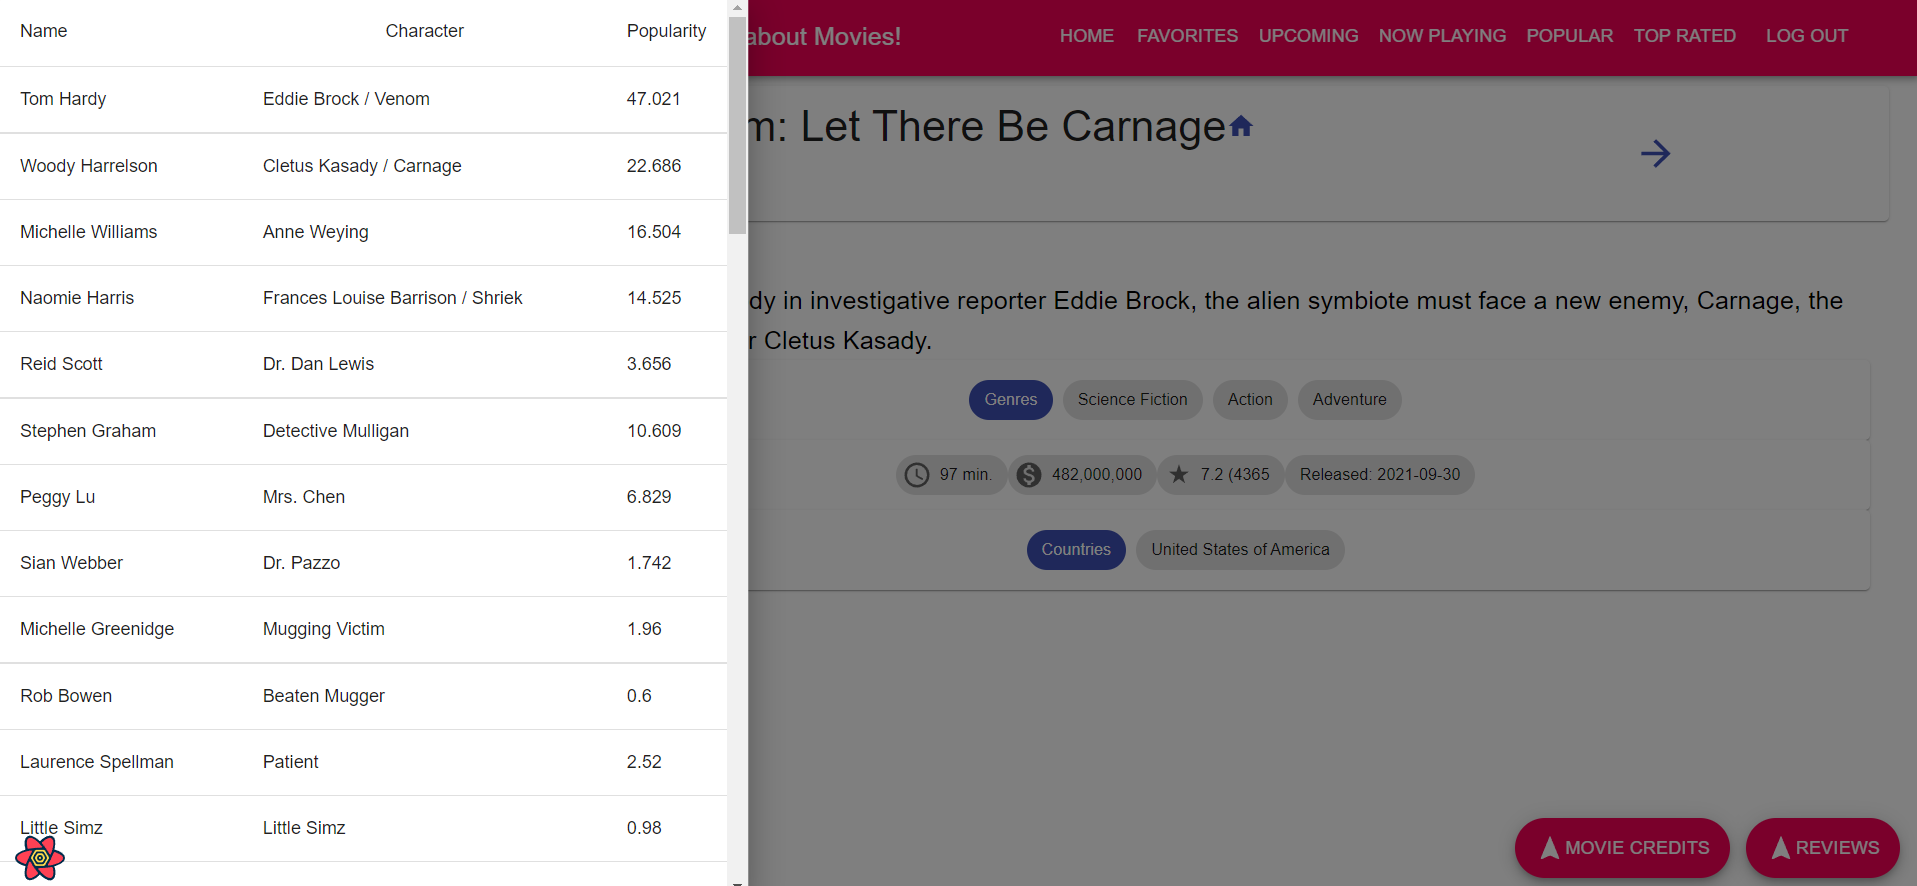 Name Character Popularity
Tom Hardy Eddie Brock / Venom 47.021
Woody Harrelson Cletus Kasady / Carnage 22.686
Michelle Williams Anne Weying 16.504
Naomie Harris Frances Louise Barrison / Shriek 14.525
Reid Scott Dr. Dan Lewis 3.656
Stephen Graham Detective Mulligan 10.609
Peggy Lu Mrs. Chen 6.829
Sian Webber Dr. Pazzo 1.742
Michelle Greenidge Mugging Victim 1.96
Rob Bowen Beaten Mugger 0.6
Laurence Spellman Patient 2.52
Little Simz Little Simz 0.98
about Movies!
HOME FAVORITES UPCOMING NOW PLAYING POPULAR TOP RATED LOG OUT
m: Let There Be Carnage
dy in investigative reporter Eddie Brock, the alien symbiote must face a new enemy, Carnage, the
r Cletus Kasady.
Genres Science Fiction Action Adventure
97 min. 482,000,000 7.2 (4365 Released: 2021-09-30
Countries United States of America
MOVIE CREDITS REVIEWS